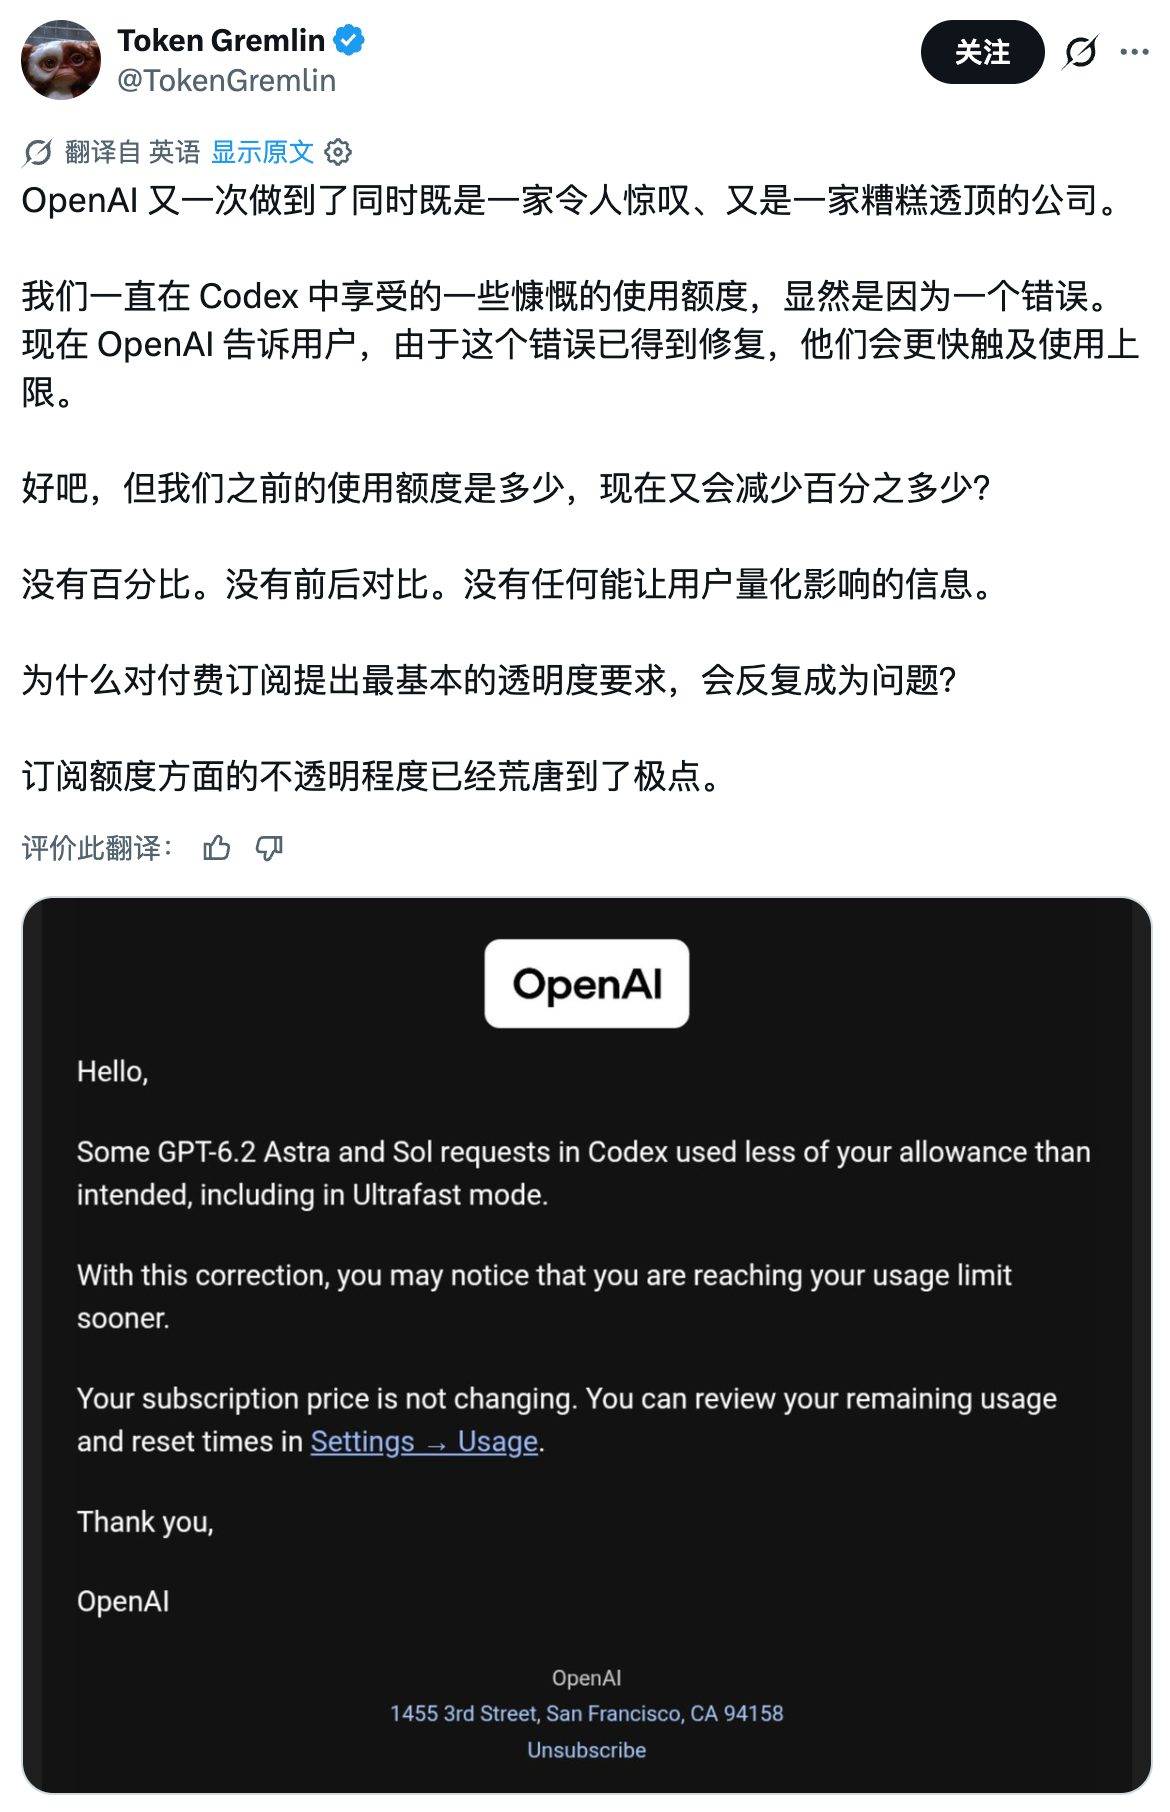 Token Gremlin
@TokenGremlin
关注
翻译自 英语 显示原文
OpenAI 又一次做到了同时既是一家令人惊叹、又是一家糟糕透顶的公司。
我们一直在 Codex 中享受的一些慷慨的使用额度，显然是因为一个错误。
现在 OpenAI 告诉用户，由于这个错误已得到修复，他们会更快触及使用上
限。
好吧，但我们之前的使用额度是多少，现在又会减少百分之多少？
没有百分比。没有前后对比。没有任何能让用户量化影响的信息。
为什么对付费订阅提出最基本的透明度要求，会反复成为问题？
订阅额度方面的不透明程度已经荒唐到了极点。
评价此翻译：
OpenAI
Hello,
Some GPT-6.2 Astra and Sol requests in Codex used less of your allowance than
intended, including in Ultrafast mode.
With this correction, you may notice that you are reaching your usage limit
sooner.
Your subscription price is not changing. You can review your remaining usage
and reset times in Settings → Usage.
Thank you,
OpenAI
OpenAI
1455 3rd Street, San Francisco, CA 94158
Unsubscribe